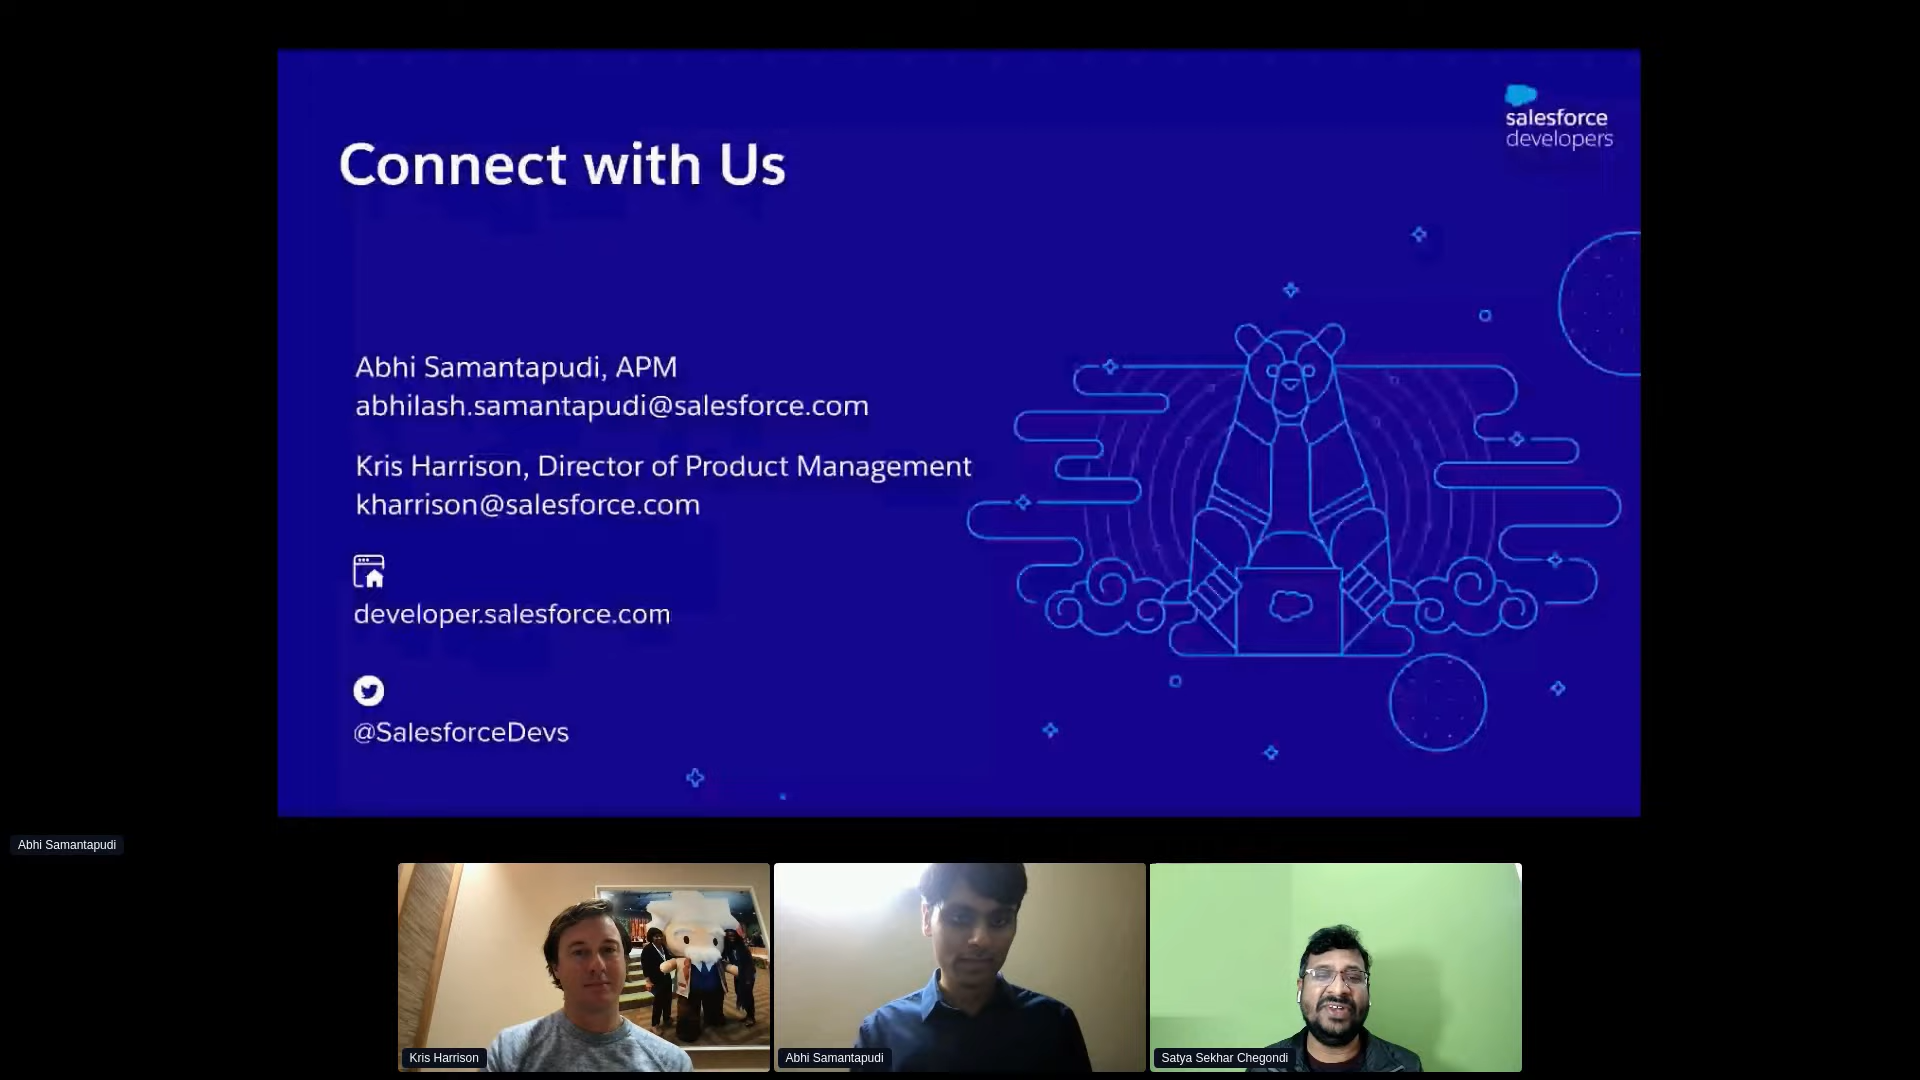 salesforce
developers
Connect with Us
Abhi Samantapudi, APM
abhilash.samantapudi@salesforce.com
Kris Harrison, Director of Product Management
kharrison@salesforce.com
developer.salesforce.com
@SalesforceDevs
Abhi Samantapudi
Kris Harrison
Abhi Samantapudi
Satya Sekhar Chegondi